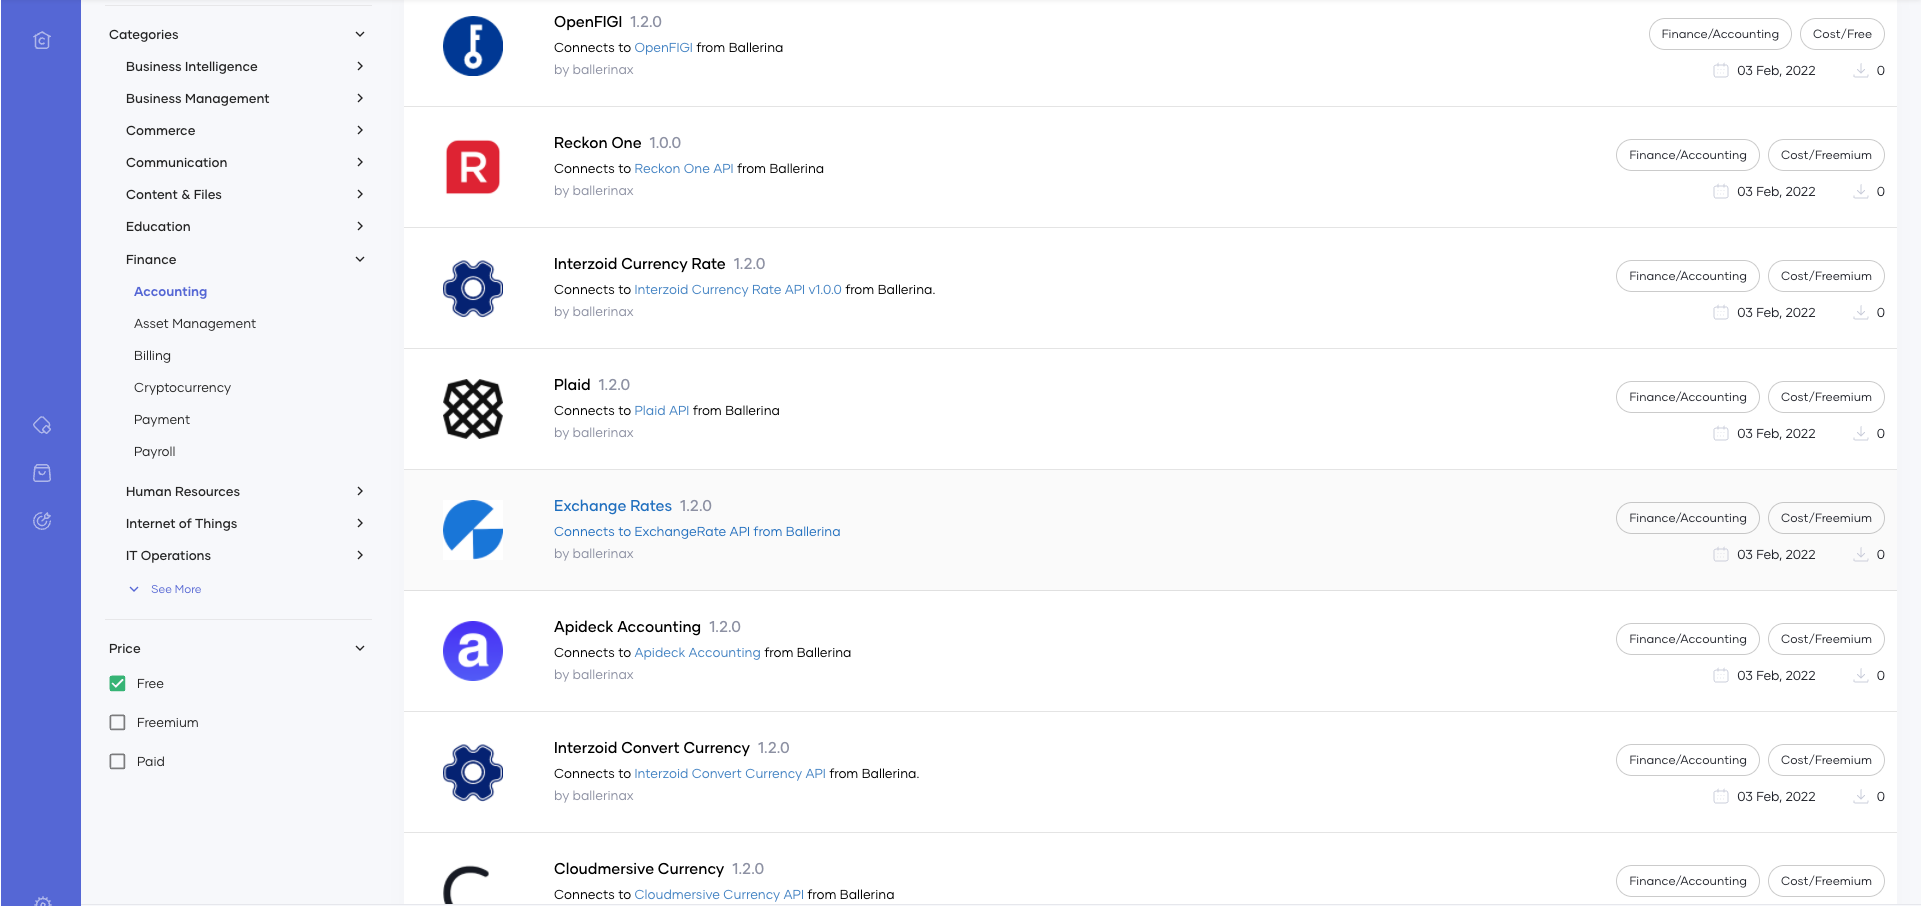 Categories
Business Intelligence
Business Management
Commerce
Communication
Content & Files
Education
Finance
Accounting
Asset Management
Billing
Cryptocurrency
Payment
Payroll
Human Resources
Internet of Things
IT Operations
See More
Price
Free
Freemium
Paid
OpenFIGI 1.2.0
Connects to OpenFIGI from Ballerina
by ballerinax
Finance/Accounting Cost/Free
03 Feb, 2022 0
R
Reckon One 1.0.0
Connects to Reckon One API from Ballerina
by ballerinax
Finance/Accounting Cost/Freemium
03 Feb, 2022 0
Interzoid Currency Rate 1.2.0
Connects to Interzoid Currency Rate API v1.0.0 from Ballerina.
by ballerinax
Finance/Accounting Cost/Freemium
03 Feb, 2022 0
Plaid 1.2.0
Connects to Plaid API from Ballerina
by ballerinax
Finance/Accounting Cost/Freemium
03 Feb, 2022 0
Exchange Rates 1.2.0
Connects to ExchangeRate API from Ballerina
by ballerinax
Finance/Accounting Cost/Freemium
03 Feb, 2022 0
a
Apideck Accounting 1.2.0
Connects to Apideck Accounting from Ballerina
by ballerinax
Finance/Accounting Cost/Freemium
03 Feb, 2022 0
Interzoid Convert Currency 1.2.0
Connects to Interzoid Convert Currency API from Ballerina.
by ballerinax
Finance/Accounting Cost/Freemium
03 Feb, 2022 0
Cloudmersive Currency 1.2.0
Connects to Cloudmersive Currency API from Ballerina
Finance/Accounting Cost/Freemium